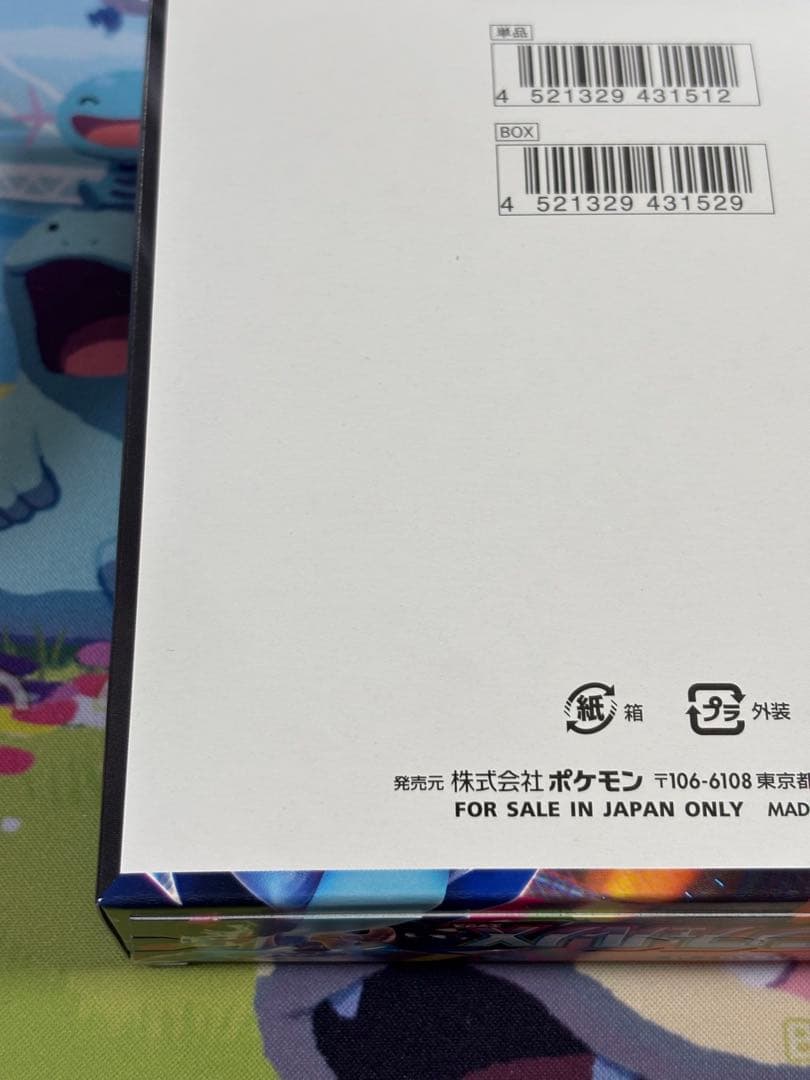 単品
4 521329 431512
BOX
4 521329 431529
紙 箱
プラ 外装
発売元 株式会社 ポケモン 〒106-6108 東京都
FOR SALE IN JAPAN ONLY MAD